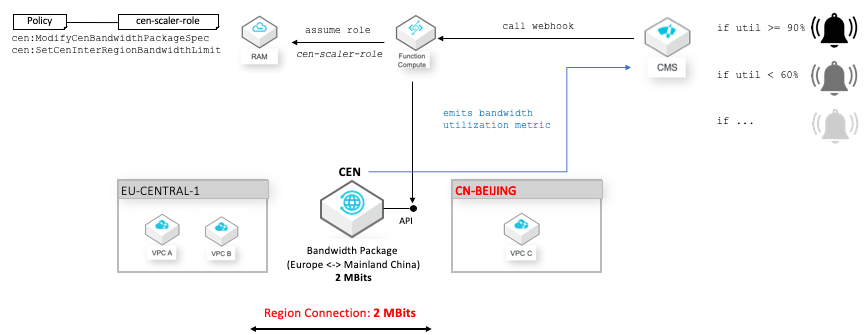 Policy
cen-scaler-role
cen:ModifyCenBandwidthPackageSpec
cen:SetCenInterRegionBandwidthLimit
RAM
assume role
cen-scaler-role
Function
Compute
call webhook
CMS
if util >= 90%
if util < 60%
if ...
emits bandwidth
utilization metric
CEN
EU-CENTRAL-1
VPC A
VPC B
API
CN-BEIJING
VPC C
Bandwidth Package
(Europe <-> Mainland China)
2 MBits
Region Connection: 2 MBits